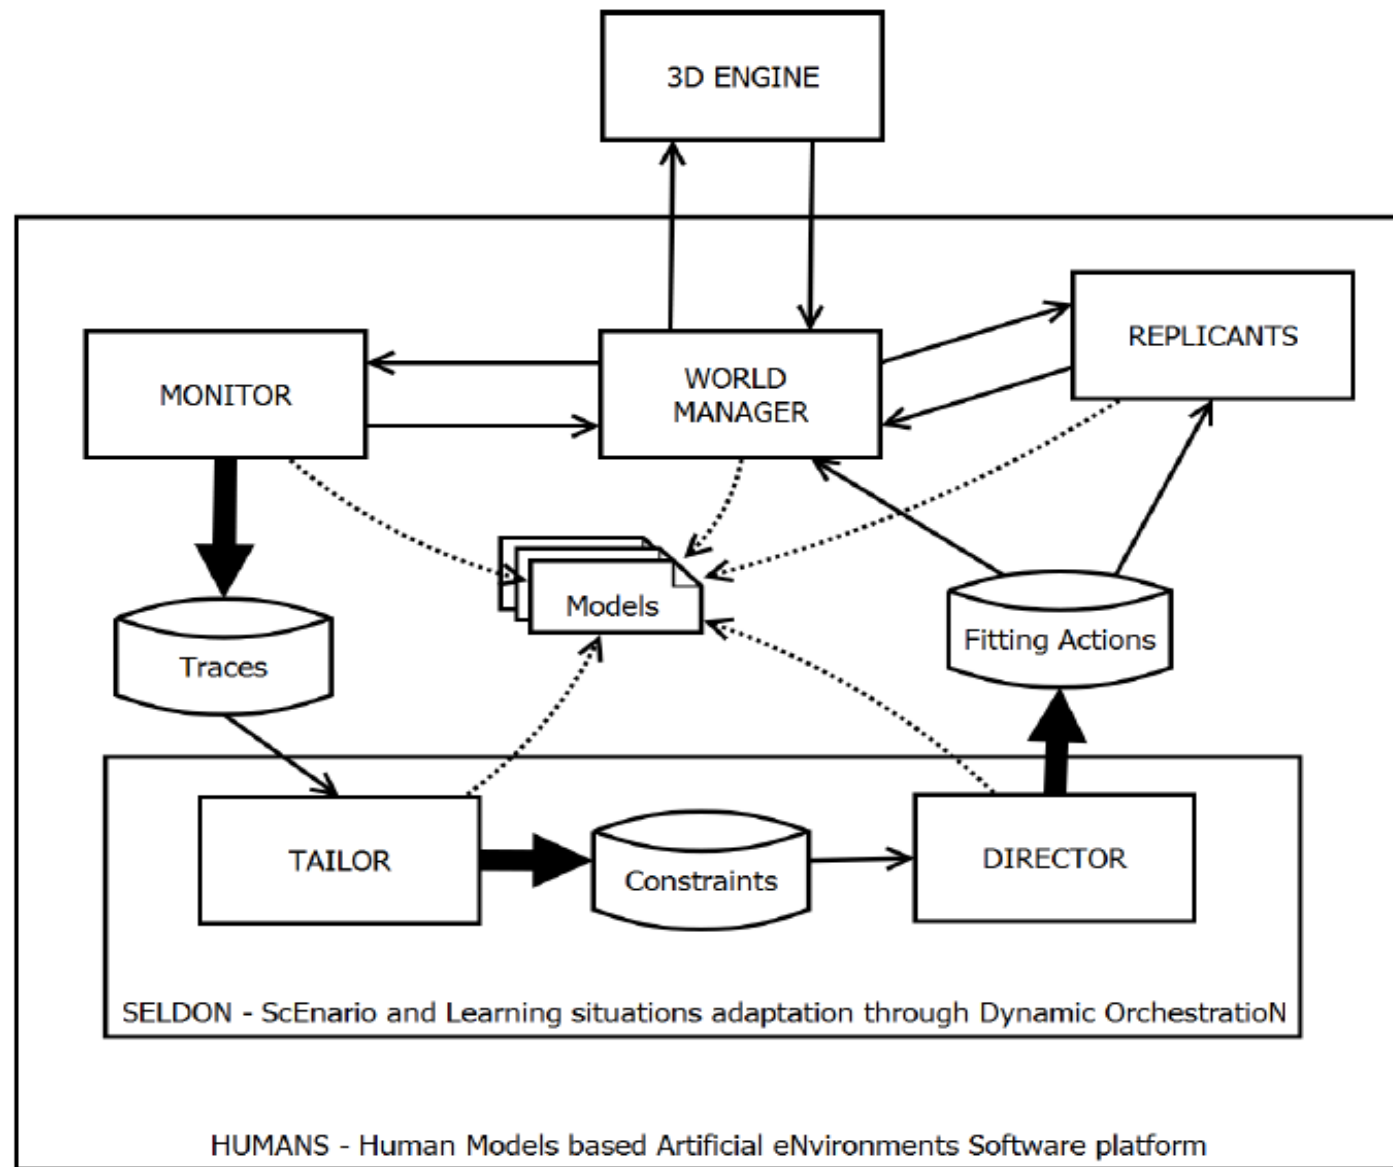 3D ENGINE
REPLICANTS
MONITOR
WORLD
MANAGER
Models
Traces
Fitting Actions
TAILOR
Constraints
DIRECTOR
SELDON - ScEnario and Learning situations adaptation through Dynamic OrchestratioN
HUMANS - Human Models based Artificial eNvironments Software platform